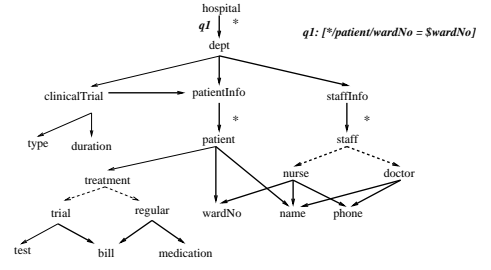 hospital
q1 *
q1: [*/patient/wardNo = $wardNo]
dept
clinicalTrial patientInfo staffInfo
* *
type duration patient staff
treatment nurse doctor
trial regular wardNo name phone
test bill medication